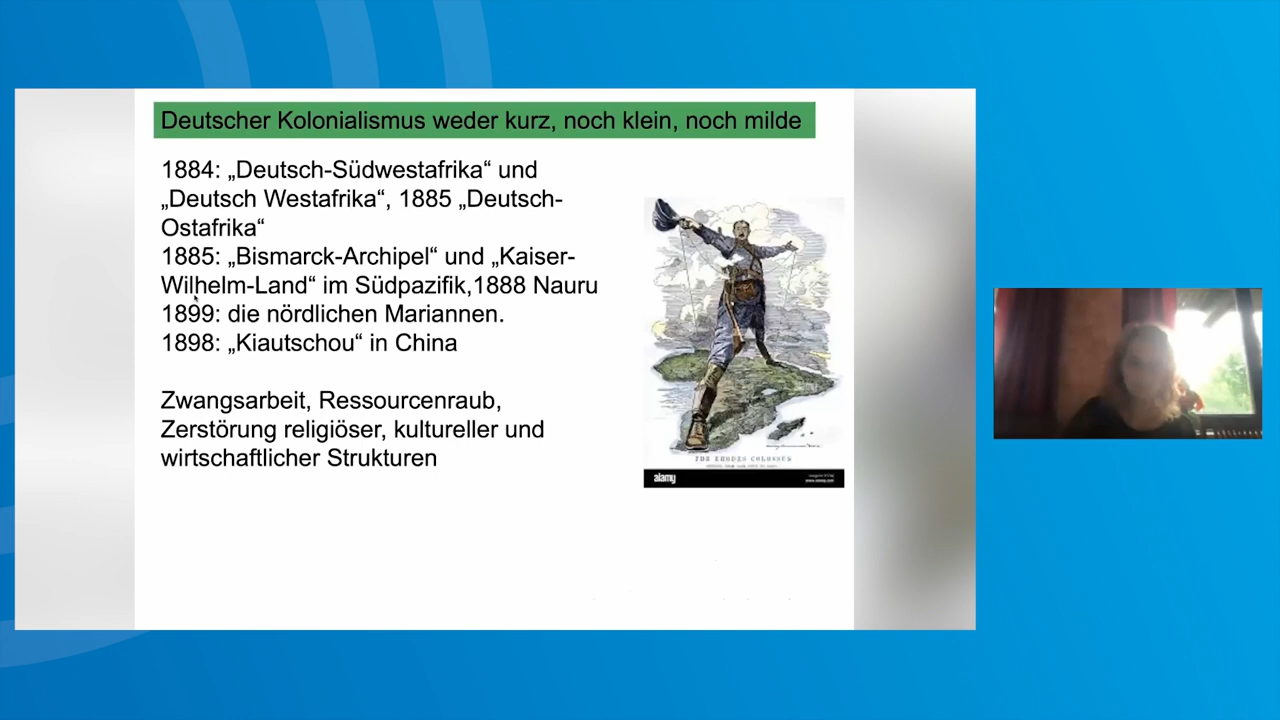 Deutscher Kolonialismus weder kurz, noch klein, noch milde
1884: „Deutsch-Südwestafrika“ und
„Deutsch Westafrika“, 1885 „Deutsch-
Ostafrika“
1885: „Bismarck-Archipel“ und „Kaiser-
Wilhelm-Land“ im Südpazifik,1888 Nauru
1899: die nördlichen Mariannen.
1898: „Kiautschou“ in China
Zwangsarbeit, Ressourcenraub,
Zerstörung religiöser, kultureller und
wirtschaftlicher Strukturen
THE RHODES COLOSSUS
alamy